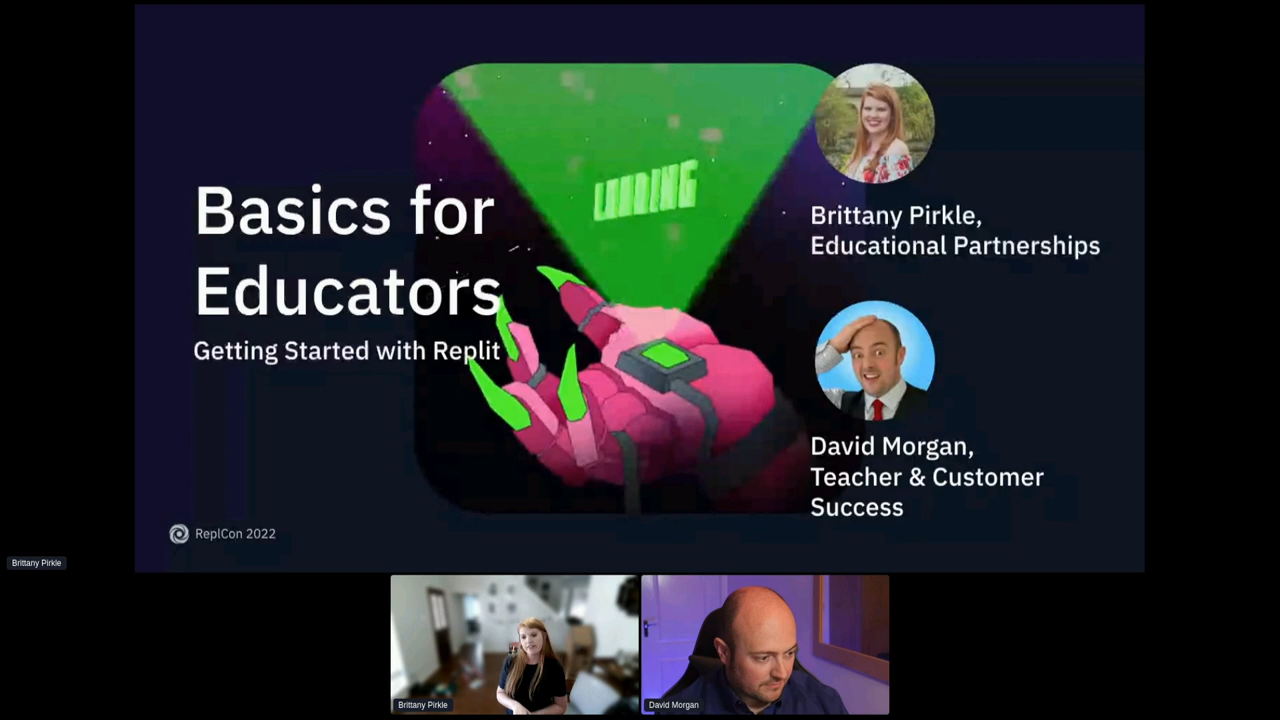 LOADING
Basics for
Educators
Getting Started with Replit
Brittany Pirkle,
Educational Partnerships
David Morgan,
Teacher & Customer
Success
ReplCon 2022
Brittany Pirkle
Brittany Pirkle
David Morgan